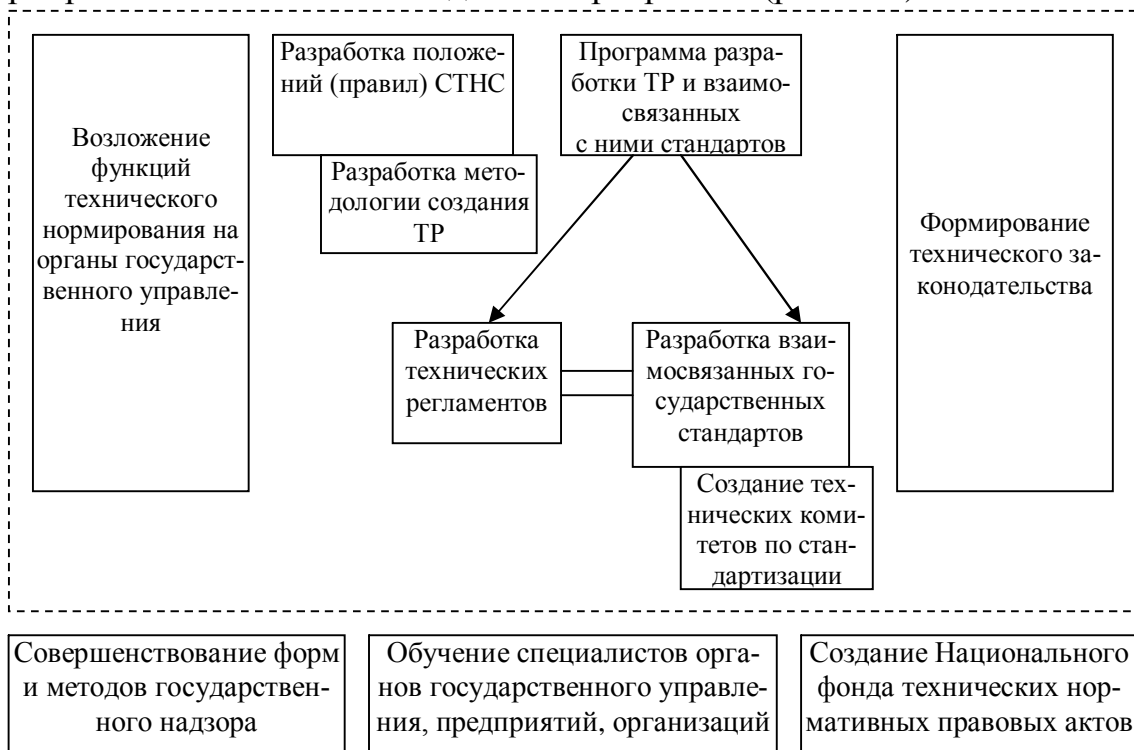 Разработка положе-
ний (правил) СТНС
Программа разра-
ботки ТР и взаимо-
связанных
с ними стандартов
Возложение
функций
технического
нормирования на
органы государст-
венного управле-
ния
Разработка мето-
дологии создания
ТР
Формирование
технического за-
конодательства
Разработка
технических
регламентов
Разработка взаи-
мосвязанных го-
сударственных
стандартов
Создание тех-
нических коми-
тетов по стан-
дартизации
Совершенствование форм
и методов государствен-
ного надзора
Обучение специалистов орга-
нов государственного управле-
ния, предприятий, организаций
Создание Национального
фонда технических нор-
мативных правовых актов